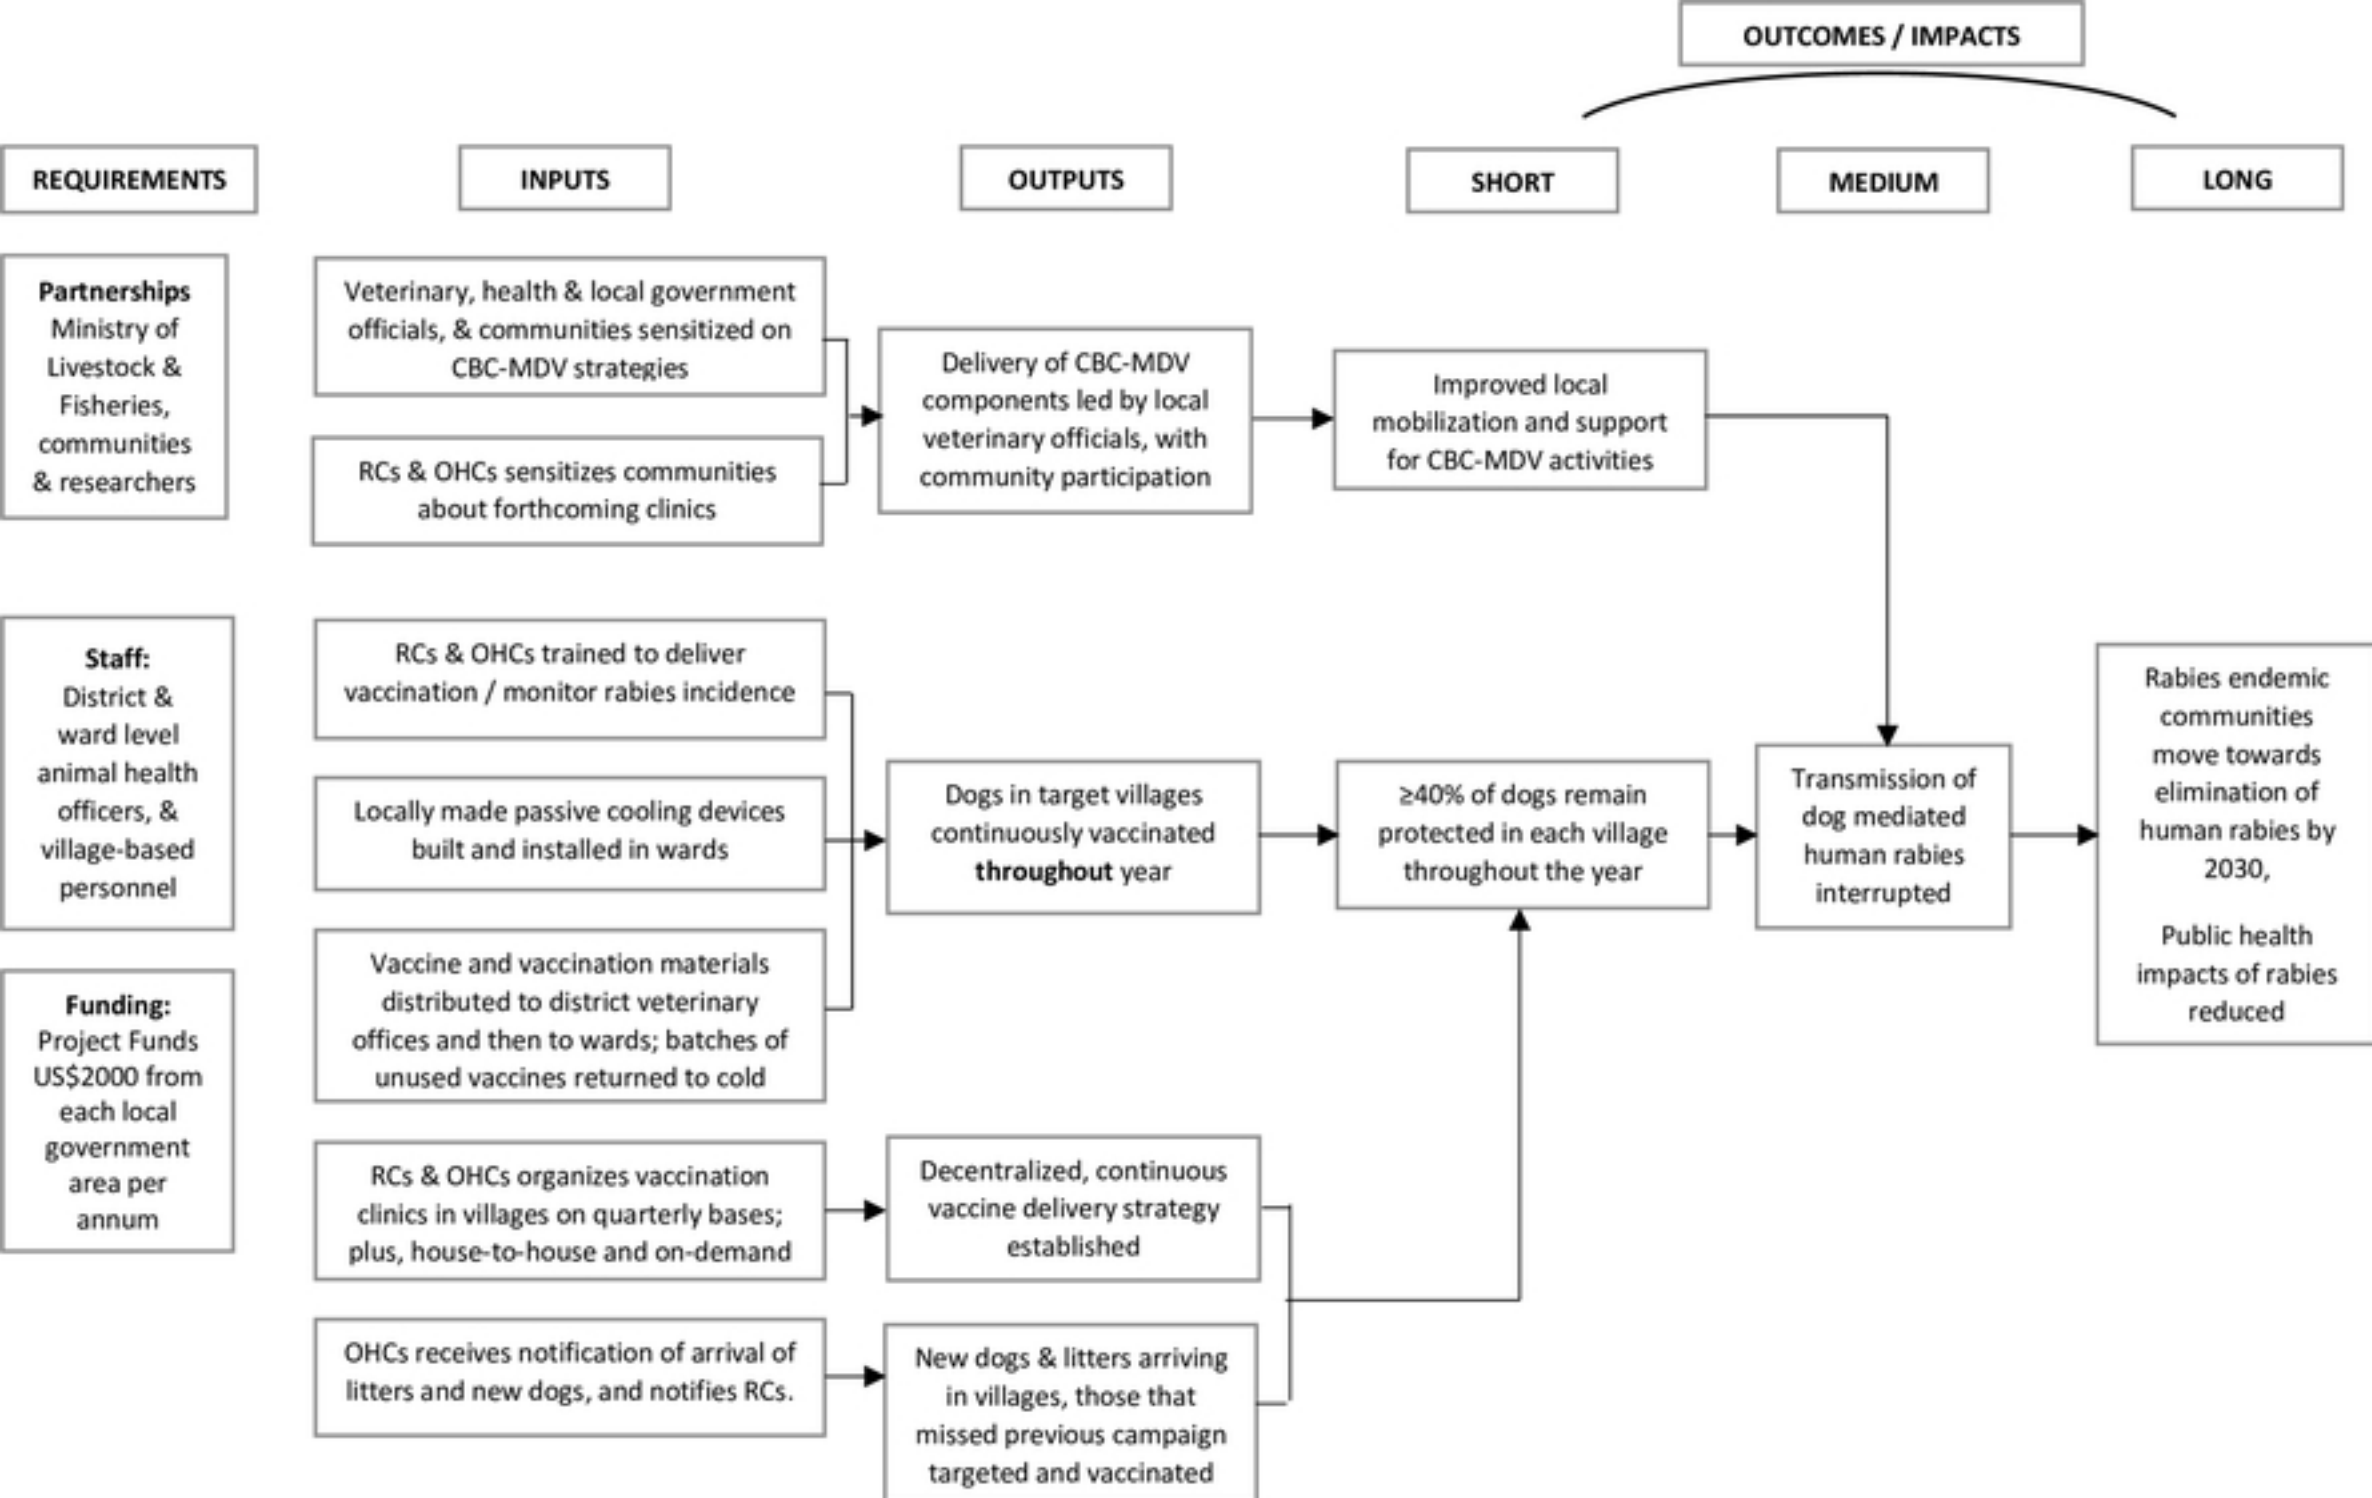 OUTCOMES / IMPACTS
REQUIREMENTS
INPUTS
OUTPUTS
SHORT
MEDIUM
LONG
Partnerships
Ministry of
Livestock &
Fisheries,
communities
& researchers
Staff:
District &
ward level
animal health
officers, &
village-based
personnel
Funding:
Project Funds
US$2000 from
each local
government
area per
annum
Veterinary, health & local government
officials, & communities sensitized on
CBC-MDV strategies
RCs & OHCs sensitizes communities
about forthcoming clinics
RCs & OHCs trained to deliver
vaccination / monitor rabies incidence
Locally made passive cooling devices
built and installed in wards
Vaccine and vaccination materials
distributed to district veterinary
offices and then to wards; batches of
unused vaccines returned to cold
RCs & OHCs organizes vaccination
clinics in villages on quarterly bases;
plus, house-to-house and on-demand
OHCs receives notification of arrival of
litters and new dogs, and notifies RCs.
Delivery of CBC-MDV
components led by local
veterinary officials, with
community participation
Dogs in target villages
continuously vaccinated
throughout year
Decentralized, continuous
vaccine delivery strategy
established
New dogs & litters arriving
in villages, those that
missed previous campaign
targeted and vaccinated
Improved local
mobilization and support
for CBC-MDV activities
≥40% of dogs remain
protected in each village
throughout the year
Transmission of
dog mediated
human rabies
interrupted
Rabies endemic
communities
move towards
elimination of
human rabies by
2030,
Public health
impacts of rabies
reduced